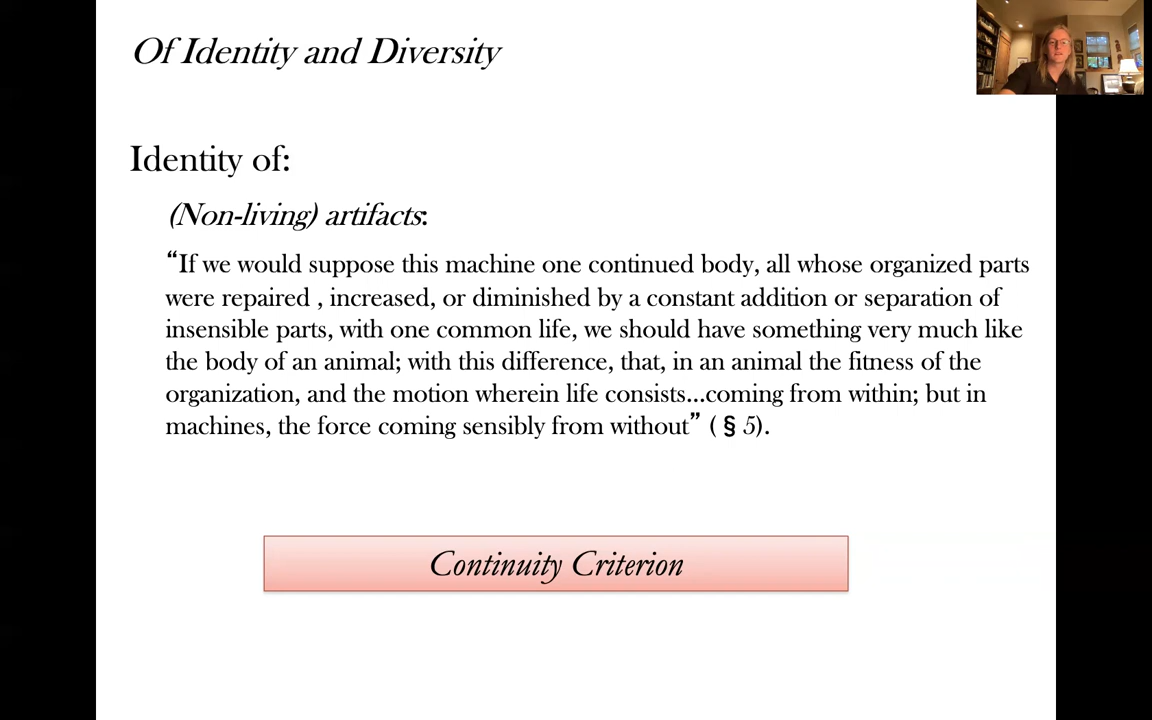 Of Identity and Diversity
Identity of:
(Non-living) artifacts:
“If we would suppose this machine one continued body, all whose organized parts
were repaired , increased, or diminished by a constant addition or separation of
insensible parts, with one common life, we should have something very much like
the body of an animal; with this difference, that, in an animal the fitness of the
organization, and the motion wherein life consists...coming from within; but in
machines, the force coming sensibly from without” ( § 5).
Continuity Criterion